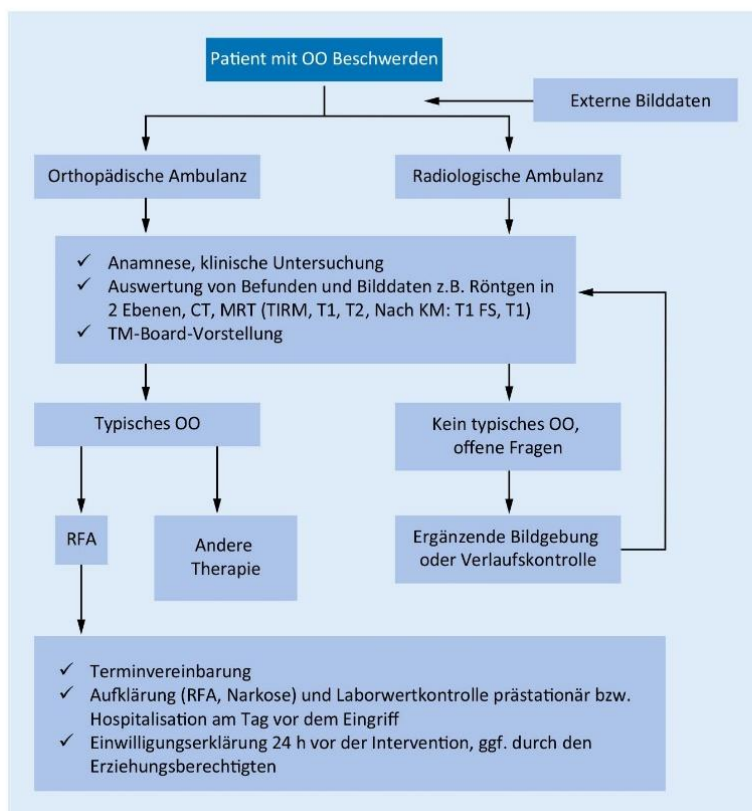 Patient mit OO Beschwerden
Externe Bilddaten
Orthopädische Ambulanz
Radiologische Ambulanz
✓ Anamnese, klinische Untersuchung
✓ Auswertung von Befunden und Bilddaten z.B. Röntgen in
2 Ebenen, CT, MRT (TIRM, T1, T2, Nach KM: T1 FS, T1)
✓ TM-Board-Vorstellung
Typisches OO
Kein typisches OO,
offene Fragen
RFA
Andere
Therapie
Ergänzende Bildgebung
oder Verlaufskontrolle
✓ Terminvereinbarung
✓ Aufklärung (RFA, Narkose) und Laborwertkontrolle prästationär bzw.
Hospitalisation am Tag vor dem Eingriff
✓ Einwilligungserklärung 24 h vor der Intervention, ggf. durch den
Erziehungsberechtigten